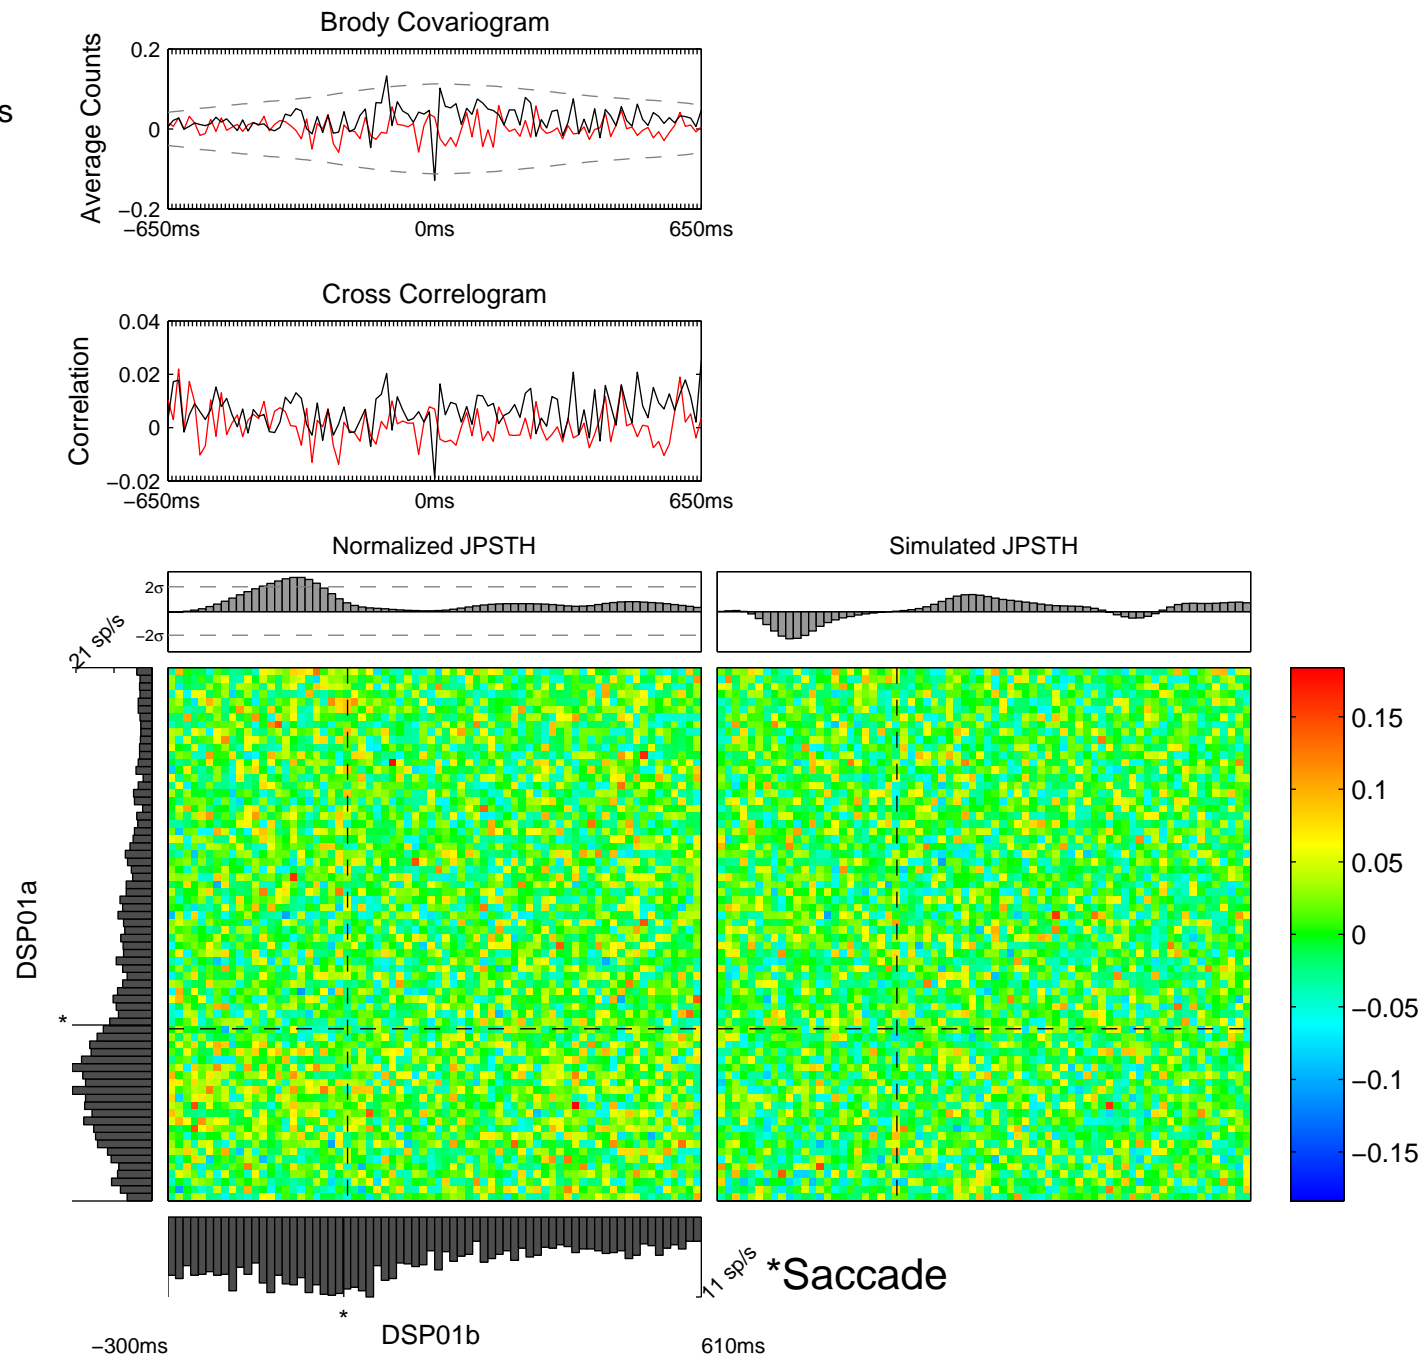 Brody Covariogram
s
Average Counts
0.2
0
−0.2
−650ms
0ms
650ms
Cross Correlogram
Correlation
0.04
0.02
0
−0.02
−650ms
0ms
650ms
Normalized JPSTH
Simulated JPSTH
2σ
−2σ
21 sp/s
DSP01a
*
0.15
0.1
0.05
0
−0.05
−0.1
−0.15
11 sp/s
*Saccade
*
DSP01b
−300ms
610ms